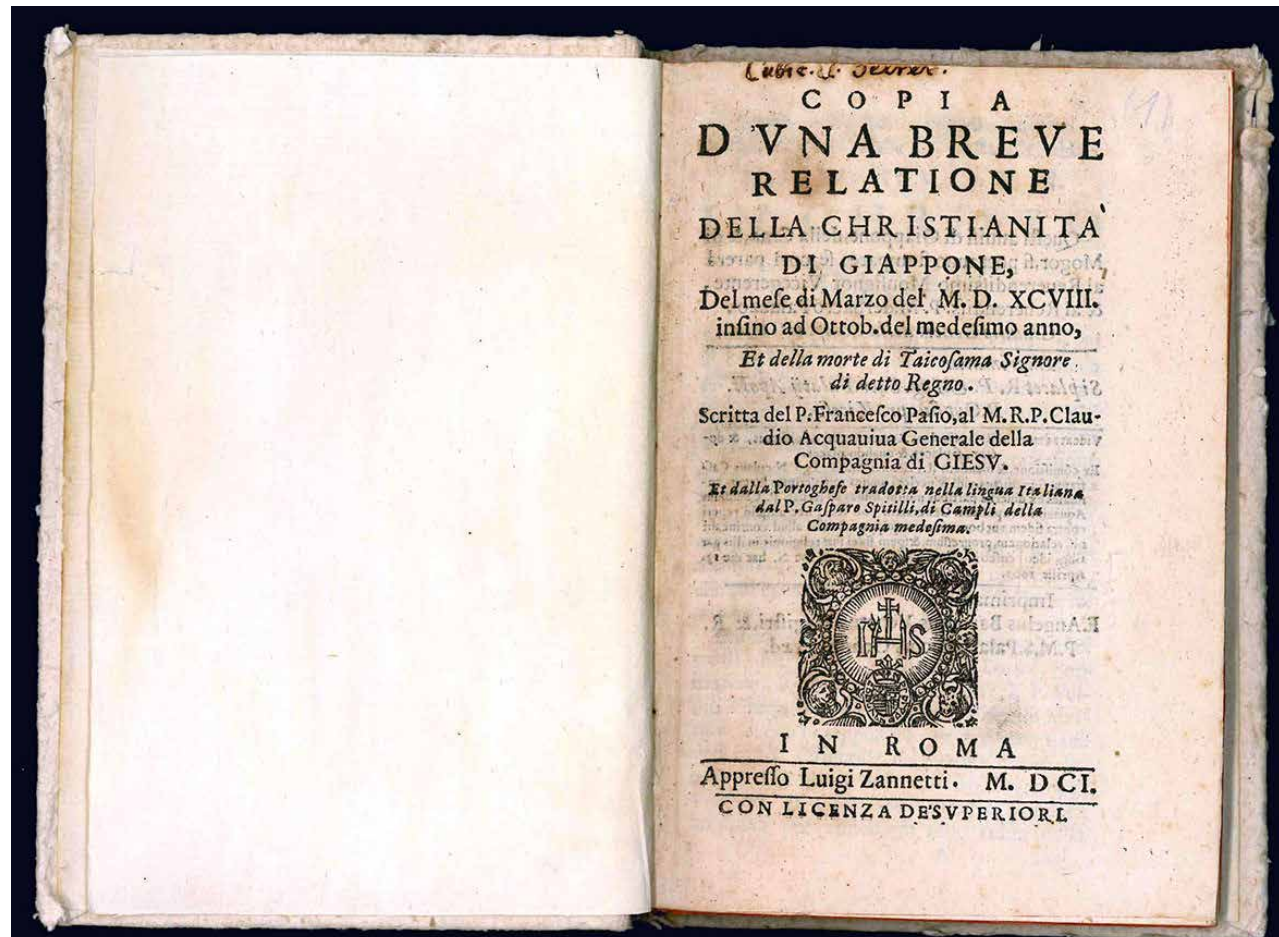 COPIA
D'VNA BREVE
RELATIONE
DELLA CHRISTIANITA`
DI GIAPPONE,
Del meſe di Marzo del M. D. XCVIII.
inſino ad Ottob. del medeſimo anno,
Et della morte di Taicoſama Signore
di detto Regno.
Scritta del P. Franceſco Paſio, al M. R. P. Clau-
dio Acquauiua Generale della
Compagnia di GIESV.
Et dalla Portogheſe tradotta nella lingua Italiana
dal P. Gaſparo Spitilli, di Campli della
Compagnia medeſima.
IHS
IN ROMA
Appreſſo Luigi Zannetti. M. DCI.
CON LICENZA DE'SVPERIORI.